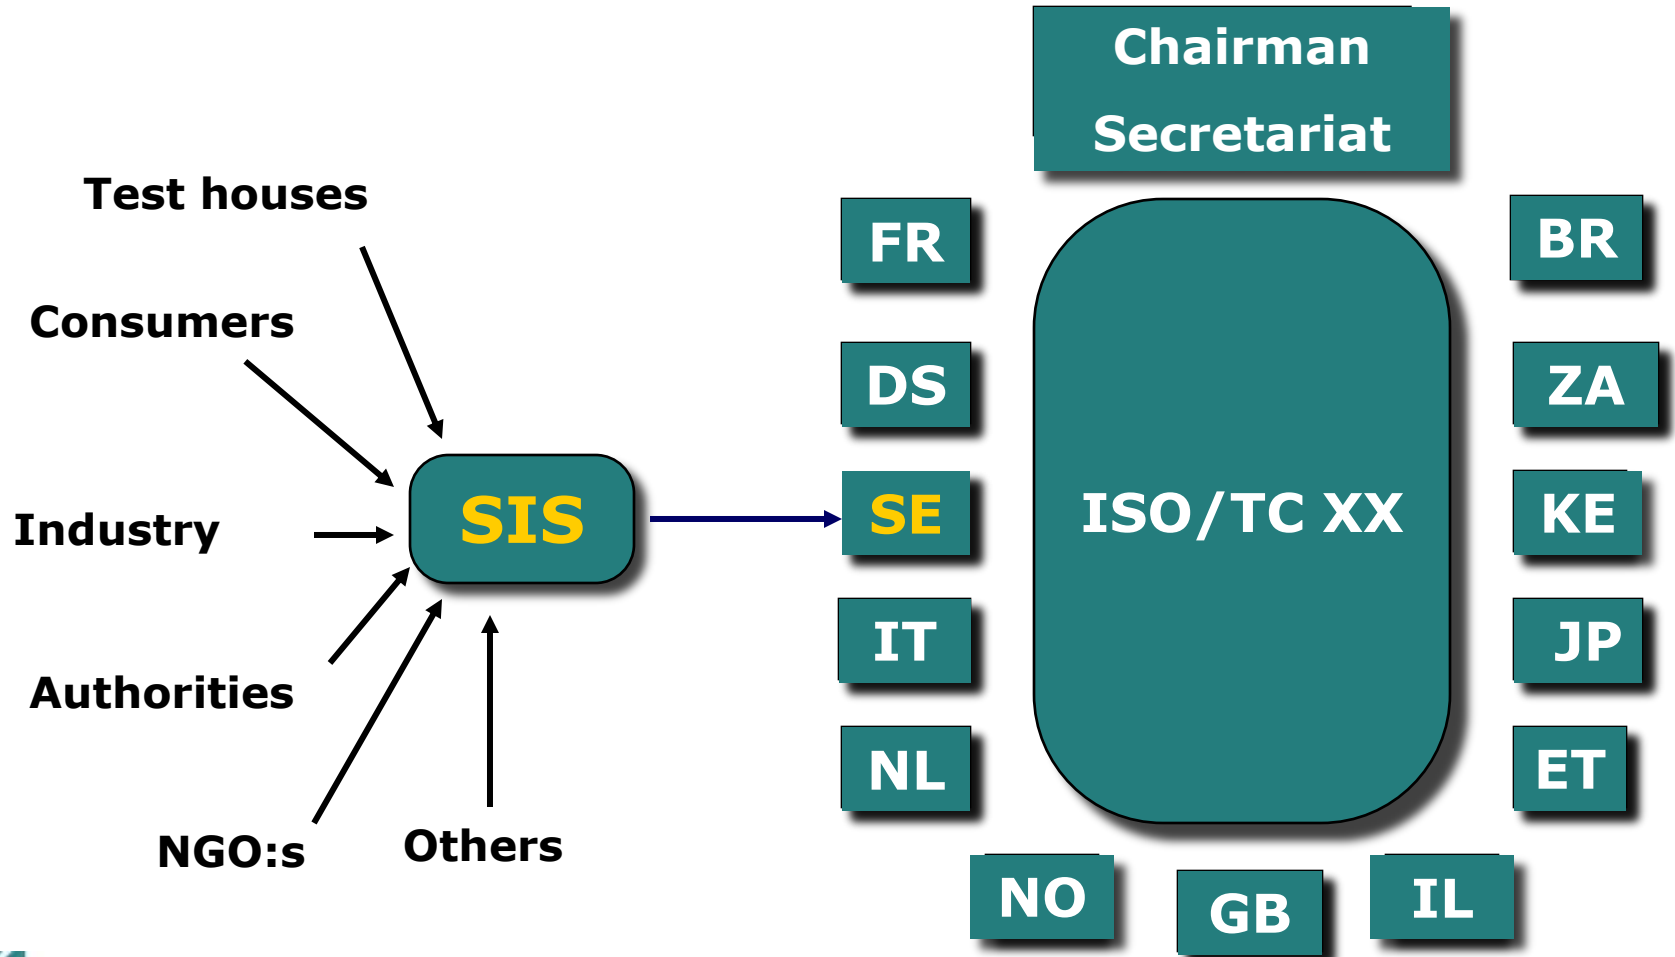 Chairman
Secretariat
Test houses
Consumers
Industry
Authorities
NGO:s
Others
SIS
FR
DS
SE
IT
NL
ISO/TC XX
BR
ZA
KE
JP
ET
NO
GB
IL